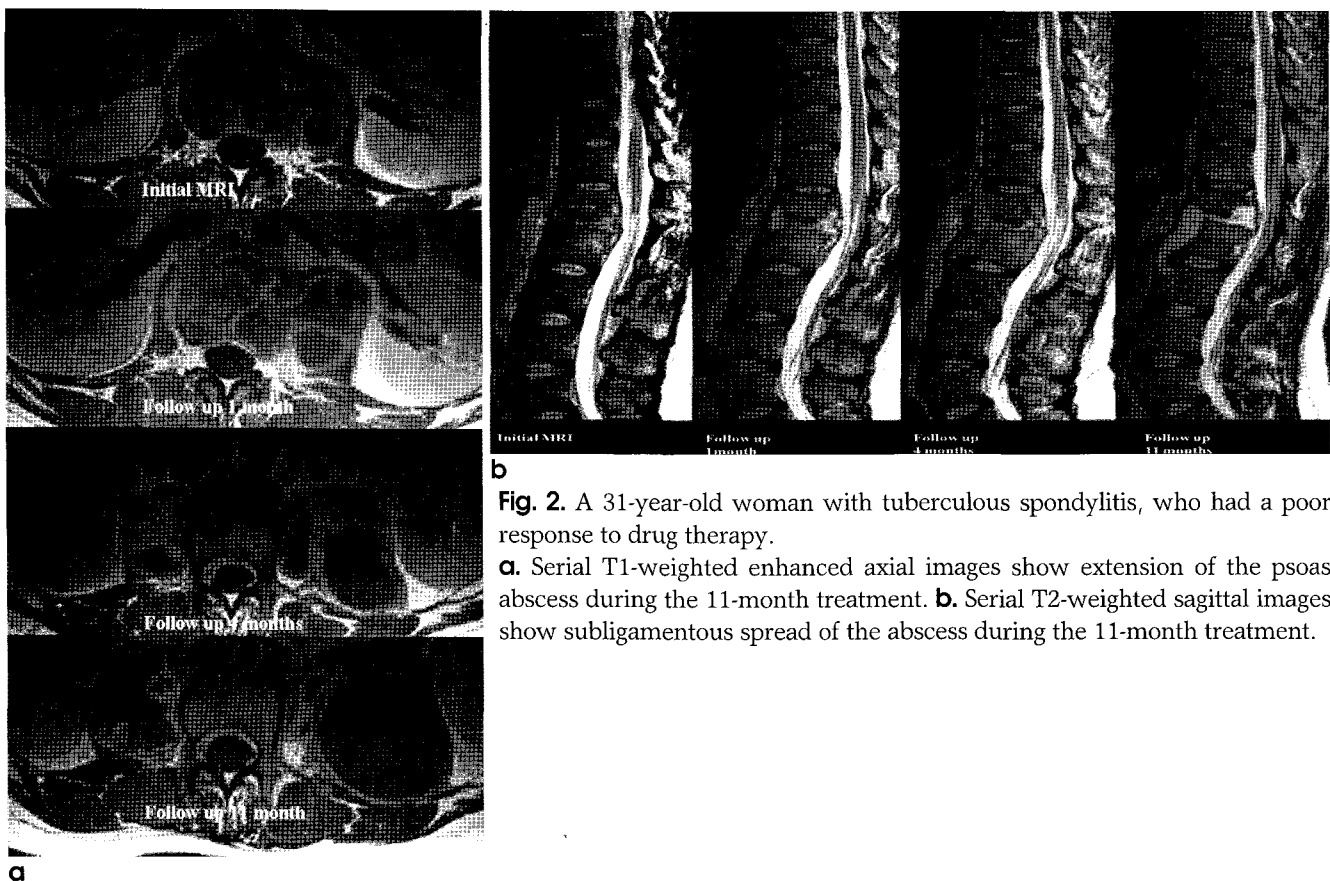 Initial MRI
Follow up 1 month
Follow up 4 months
Follow up 11 month
a
Initial MRI
Follow up
1month
Follow up
4 months
Follow up
11 months
b
Fig. 2. A 31-year-old woman with tuberculous spondylitis, who had a poor
response to drug therapy.
a. Serial T1-weighted enhanced axial images show extension of the psoas
abscess during the 11-month treatment. b. Serial T2-weighted sagittal images
show subligamentous spread of the abscess during the 11-month treatment.